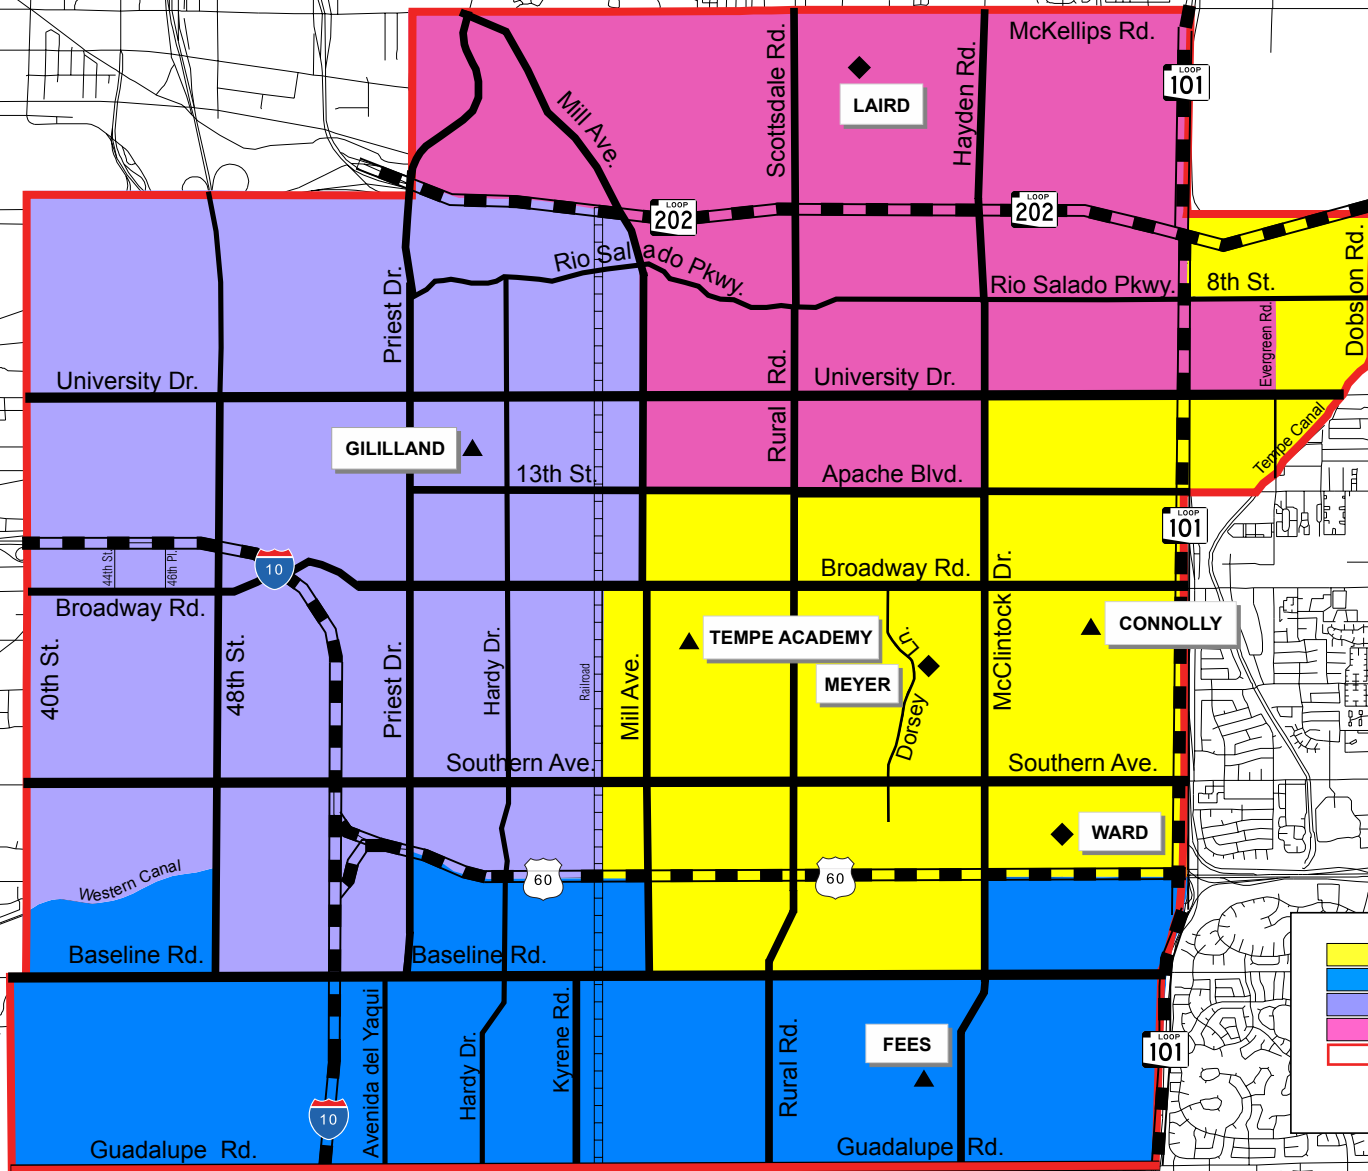 McKellips Rd.
LOOP
101
LAIRD
Scottsdale Rd.
Hayden Rd.
Mill Ave.
LOOP
202
LOOP
202
Rio Salado Pkwy.
Rio Salado Pkwy.
8th St.
Dobson Rd.
Evergreen Rd.
Priest Dr.
University Dr.
Rural Rd.
University Dr.
GILILLAND
13th St.
Apache Blvd.
Tempe Canal
LOOP
101
44th St.
46th Pl.
10
Broadway Rd.
Broadway Rd.
McClintock Dr.
CONNOLLY
TEMPE ACADEMY
MEYER
Dorsey Ln.
40th St.
48th St.
Priest Dr.
Hardy Dr.
Railroad
Mill Ave.
Southern Ave.
Southern Ave.
WARD
Western Canal
60
60
Baseline Rd.
Baseline Rd.
Avenida del Yaqui
Hardy Dr.
Kyrene Rd.
Rural Rd.
FEES
LOOP
101
10
Guadalupe Rd.
Guadalupe Rd.